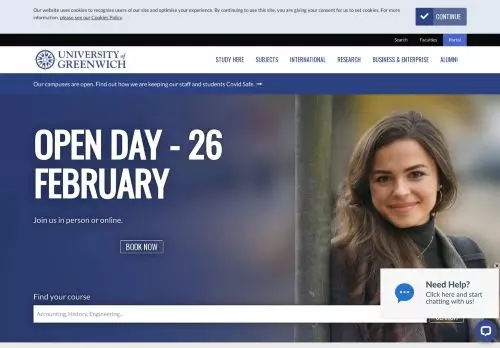 Our website uses cookies to recognise users of our site and optimise your experience. By continuing to use this site, you are giving your consent for us to set cookies. For more
information, please see our Cookies Policy.
CONTINUE
Search Faculties Portal
UNIVERSITY of
GREENWICH
STUDY HERE SUBJECTS INTERNATIONAL RESEARCH BUSINESS & ENTERPRISE ALUMNI
Our campuses are open. Find out how we are keeping our staff and students Covid Safe. →
OPEN DAY - 26
FEBRUARY
Join us in person or online.
BOOK NOW
Need Help?
Click here and start
chatting with us!
Find your course
Accounting, History, Engineering...